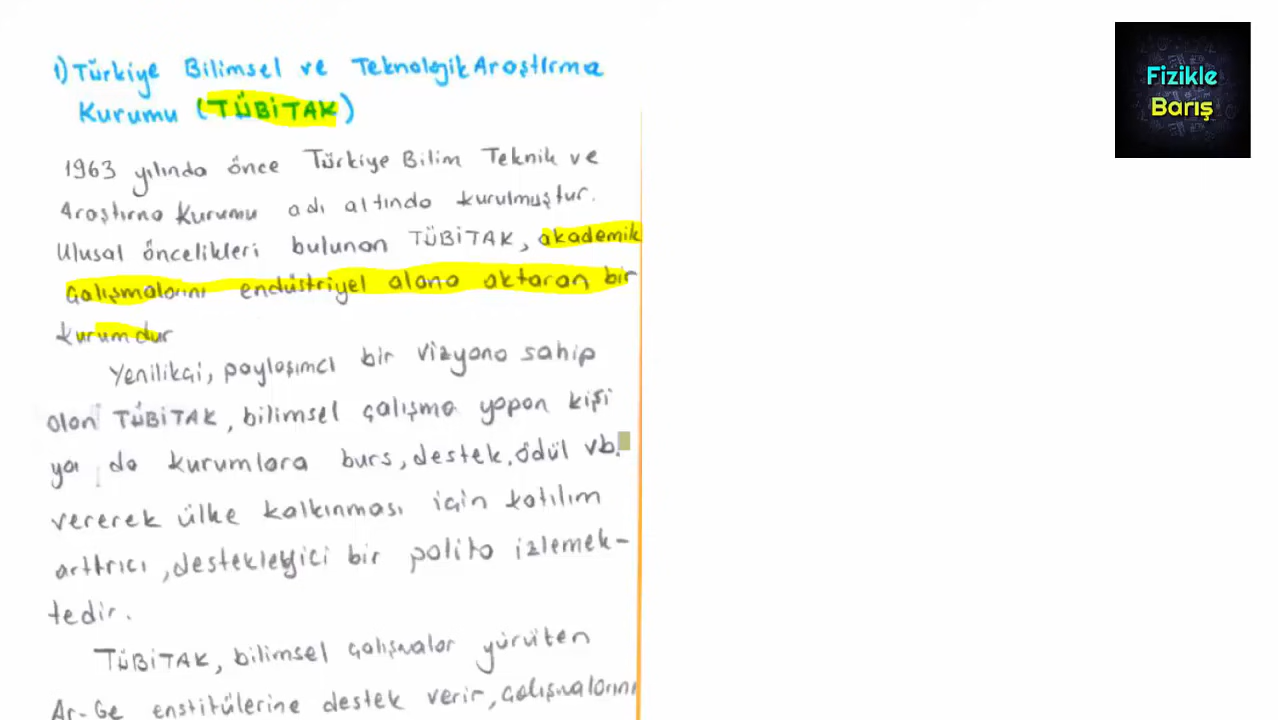 1) Türkiye Bilimsel ve Teknolojik Araştırma
Kurumu (TÜBİTAK)
1963 yılında önce Türkiye Bilim Teknik ve
Araştırma Kurumu adı altında kurulmuştur.
Ulusal öncelikleri bulunan TÜBİTAK, akademik
çalışmalarını endüstriyel alana aktaran bir
kurumdur
Yenilikçi, paylaşımcı bir vizyona sahip
olan TÜBİTAK, bilimsel çalışma yapan kişi
ya da kurumlara burs, destek, ödül vb.
vererek ülke kalkınması için katılım
arttrıcı, destekleyici bir polita izlemek-
tedir.
TÜBİTAK, bilimsel çalışmalar yürüten
Ar-Ge enstitülerine destek verir, çalışmalarını
Fizikle
Barış